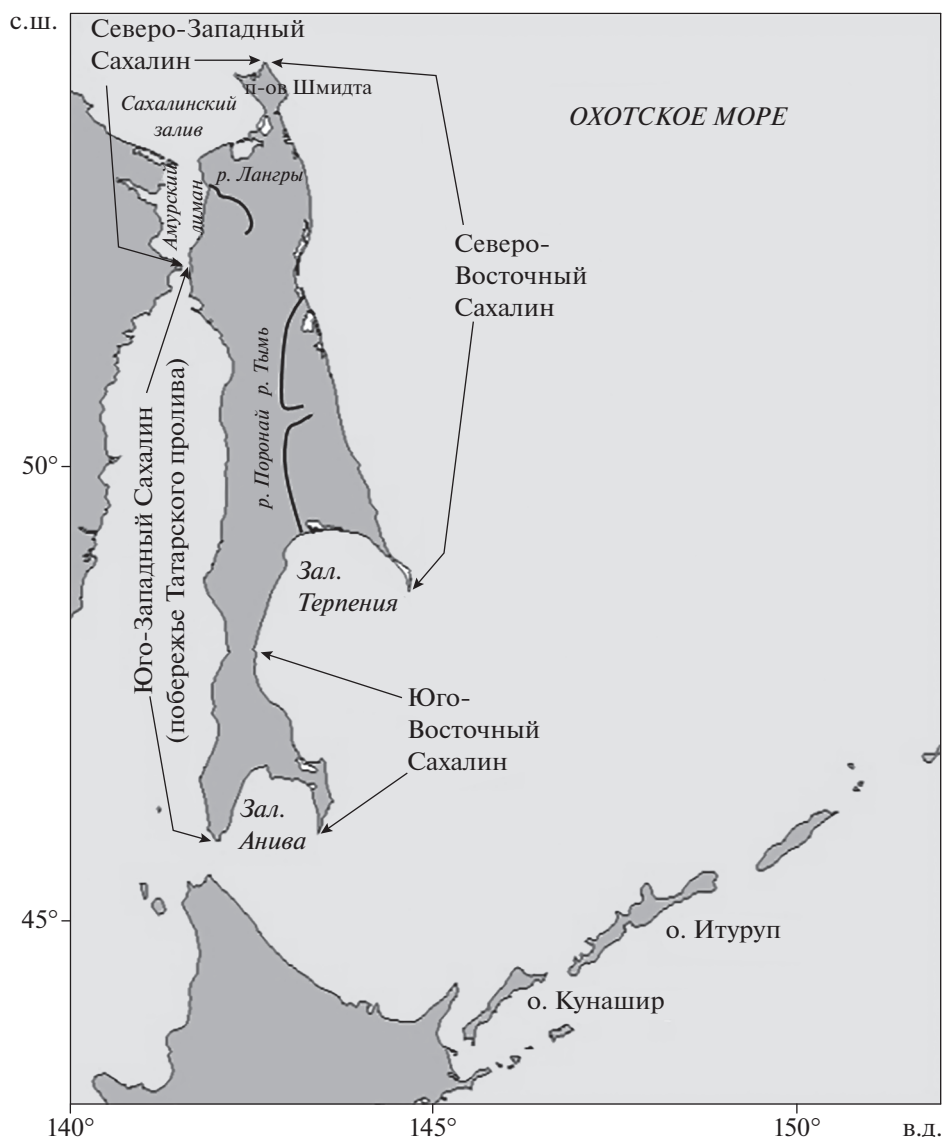 с.ш.
Северо-Западный
Сахалин
п-ов Шмидта
Сахалинский
залив
ОХОТСКОЕ МОРЕ
р. Лангры
Амурский
лиман
Северо-
Восточный
Сахалин
р. Тымь
р. Поронай
50°
Юго-Западный Сахалин
(побережье Татарского пролива)
Зал.
Терпения
Юго-
Восточный
Сахалин
Зал.
Анива
45°
о. Итуруп
о. Кунашир
140°
145°
150°
в.д.